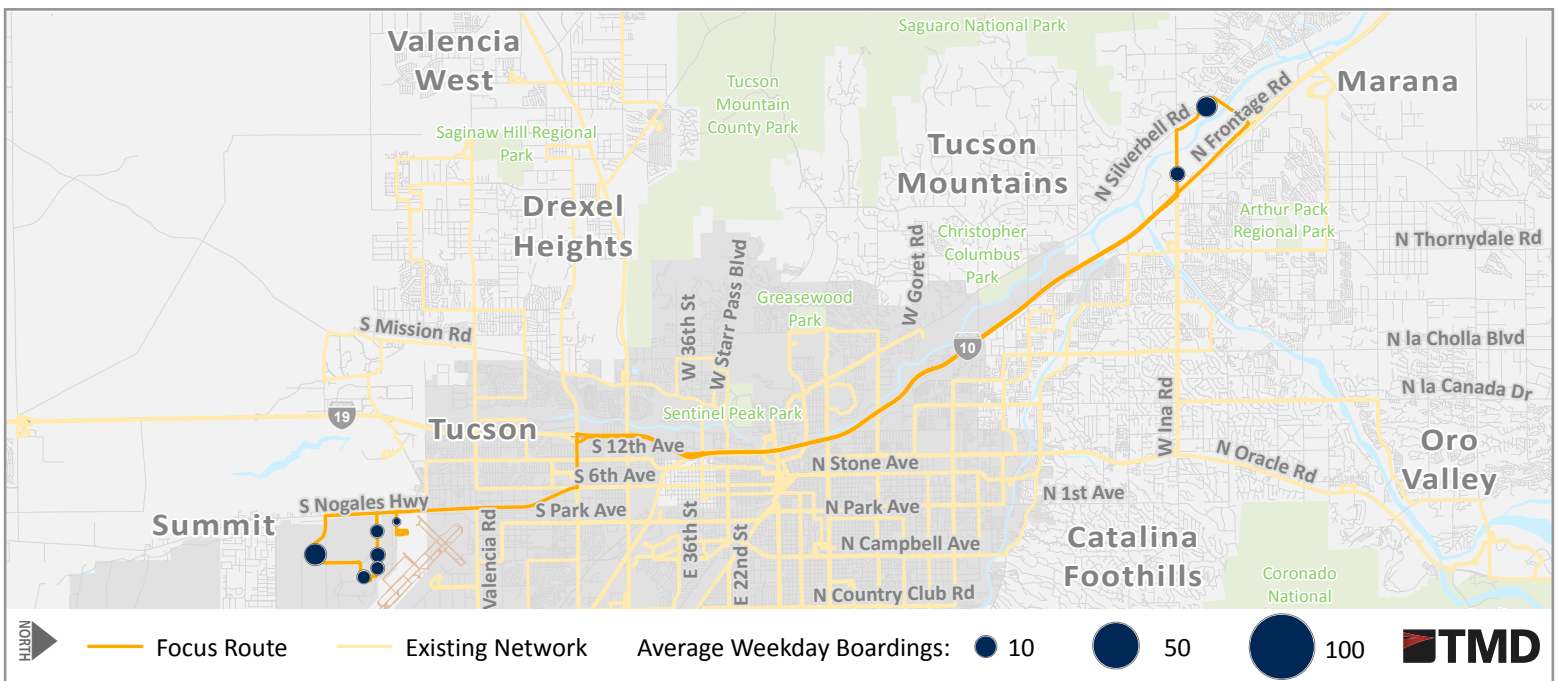 Saguaro National Park
Valencia
West
Marana
Tucson
Mountain
County Park
N Silverbell Rd
N Frontage Rd
Saginaw Hill Regional
Park
Tucson
Mountains
Drexel
Heights
Arthur Pack
Regional Park
Christopher
Columbus
Park
N Thornydale Rd
W Goret Rd
W Starr Pass Blvd
W 36th St
Greasewood
Park
S Mission Rd
10
N la Cholla Blvd
N la Canada Dr
19
Sentinel Peak Park
W Ina Rd
Tucson
S 12th Ave
Oro
Valley
N Stone Ave
N Oracle Rd
S 6th Ave
N 1st Ave
S Nogales Hwy
S Park Ave
N Park Ave
Summit
Valencia Rd
E 36th St
E 22nd St
N Campbell Ave
Catalina
Foothills
Coronado
National
N Country Club Rd
NORTH
Focus Route
Existing Network
Average Weekday Boardings:
10
50
100
TMD